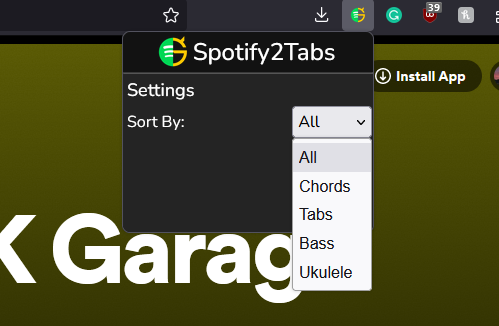 39
Spotify2Tabs
Install App
Settings
Sort By:
All
All
Chords
Tabs
Bass
Ukulele
K Garag